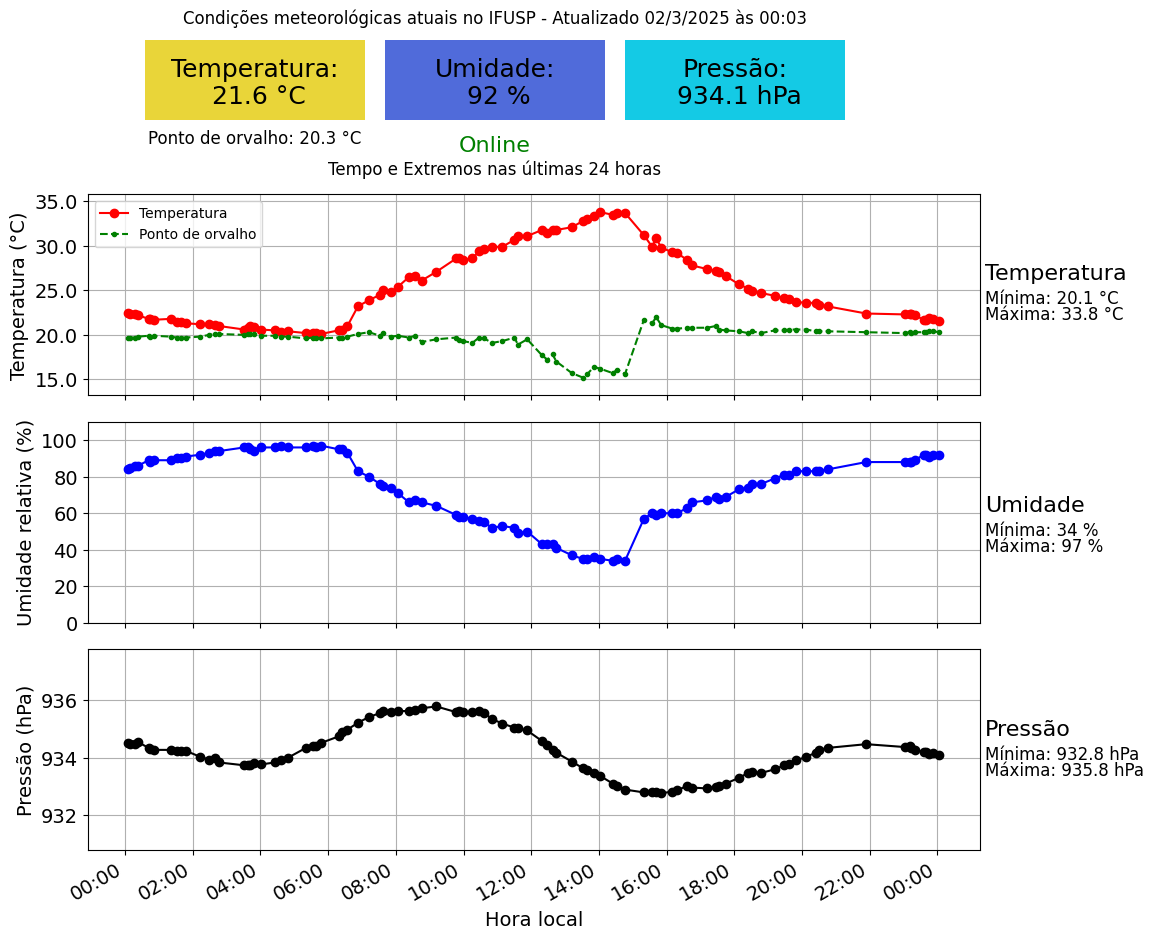 Condições meteorológicas atuais no IFUSP - Atualizado 02/3/2025 às 00:03
Temperatura:
21.6 °C
Umidade:
92 %
Pressão:
934.1 hPa
Ponto de orvalho: 20.3 °C
Online
Tempo e Extremos nas últimas 24 horas
Temperatura (°C)
35.0
30.0
25.0
20.0
15.0
Temperatura
Ponto de orvalho
Temperatura
Mínima: 20.1 °C
Máxima: 33.8 °C
Umidade relativa (%)
100
80
60
40
20
0
Umidade
Mínima: 34 %
Máxima: 97 %
Pressão (hPa)
936
934
932
Pressão
Mínima: 932.8 hPa
Máxima: 935.8 hPa
00:00 02:00 04:00 06:00 08:00 10:00 12:00 14:00 16:00 18:00 20:00 22:00 00:00
Hora local